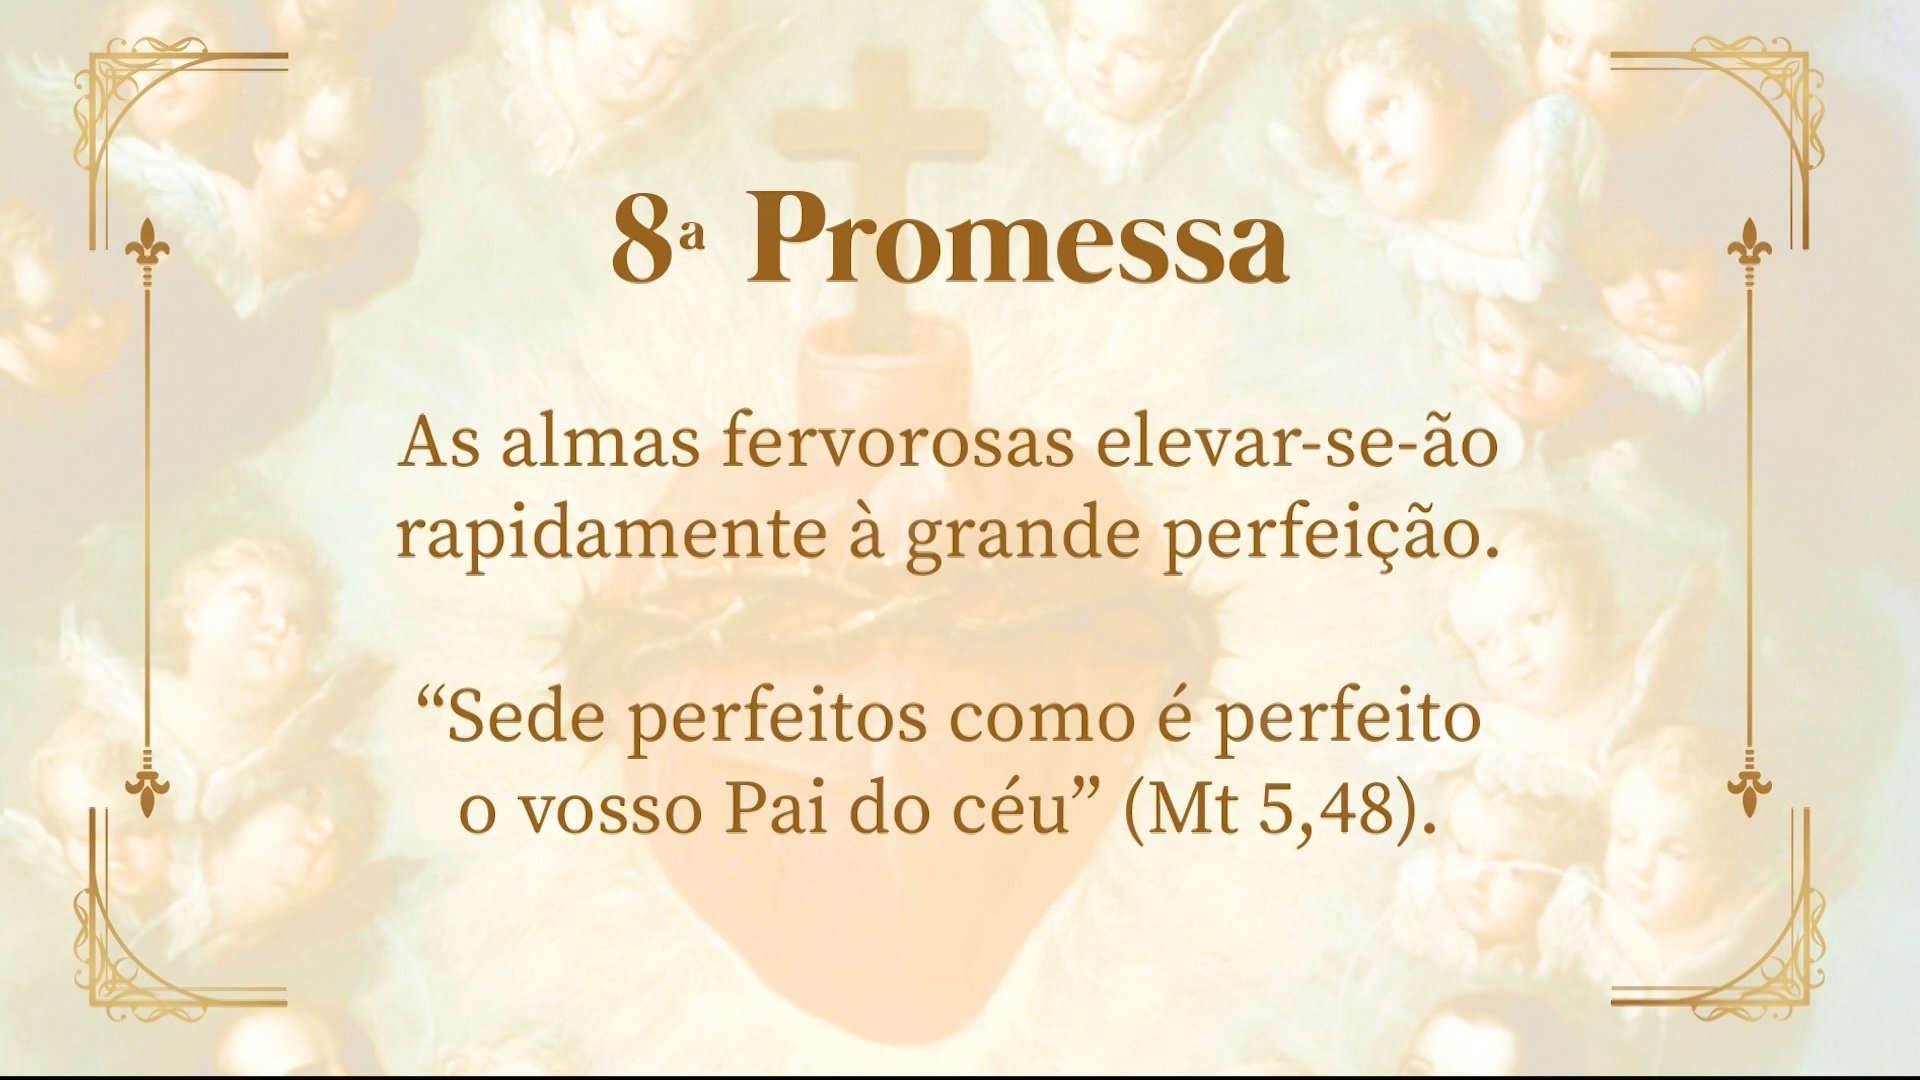 8ª Promessa
As almas fervorosas elevar-se-ão
rapidamente à grande perfeição.
“Sede perfeitos como é perfeito
o vosso Pai do céu” (Mt 5,48).